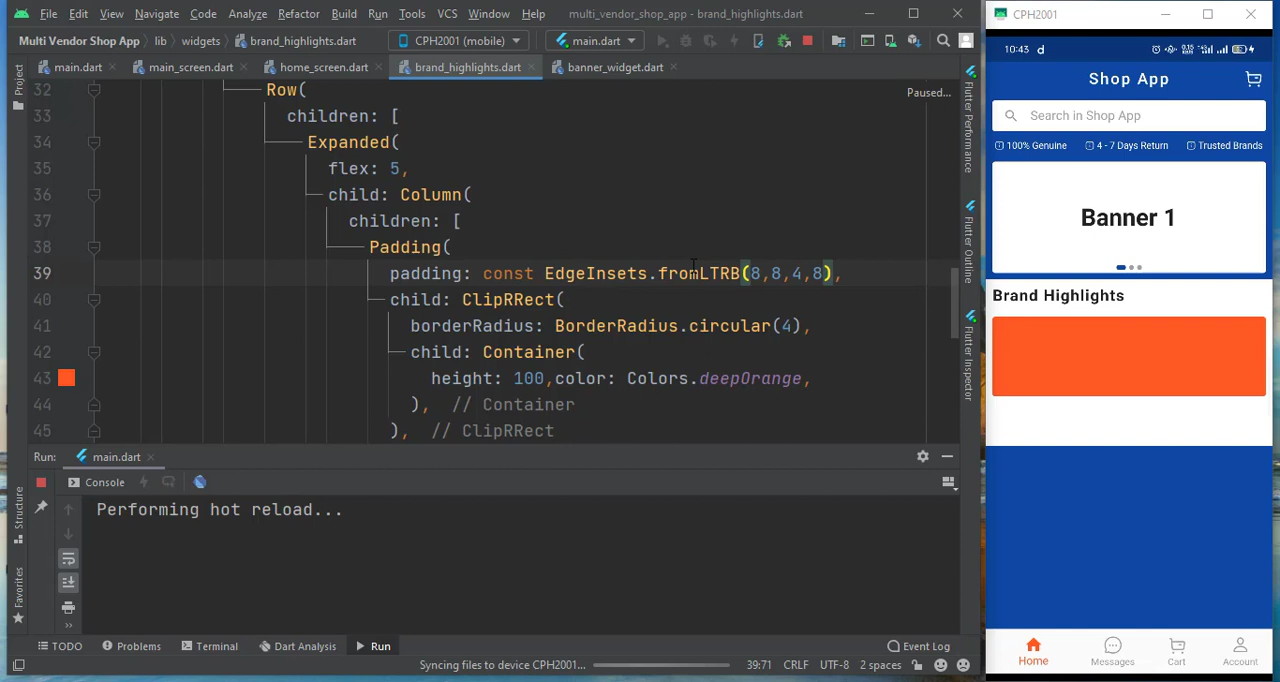 File Edit View Navigate Code Analyze Refactor Build Run Tools VCS Window Help multi_vendor_shop_app - brand_highlights.dart
Multi Vendor Shop App lib widgets brand_highlights.dart CPH2001 (mobile) main.dart
Project
main.dart main_screen.dart home_screen.dart brand_highlights.dart banner_widget.dart
Paused...
32 Row(
33 children: [
34 Expanded(
35 flex: 5,
36 child: Column(
37 children: [
38 Padding(
39 padding: const EdgeInsets.fromLTRB(8,8,4,8),
40 child: ClipRRect(
41 borderRadius: BorderRadius.circular(4),
42 child: Container(
43 height: 100,color: Colors.deepOrange,
44 ), // Container
45 ), // ClipRRect
Flutter Performance
Flutter Outline
Flutter Inspector
Run: main.dart
Console
Performing hot reload...
Structure
Favorites
TODO Problems Terminal Dart Analysis Run Event Log
Syncing files to device CPH2001... 39:71 CRLF UTF-8 2 spaces
CPH2001
10:43 d
Shop App
Search in Shop App
100% Genuine 4 - 7 Days Return Trusted Brands
Banner 1
Brand Highlights
Home Messages Cart Account